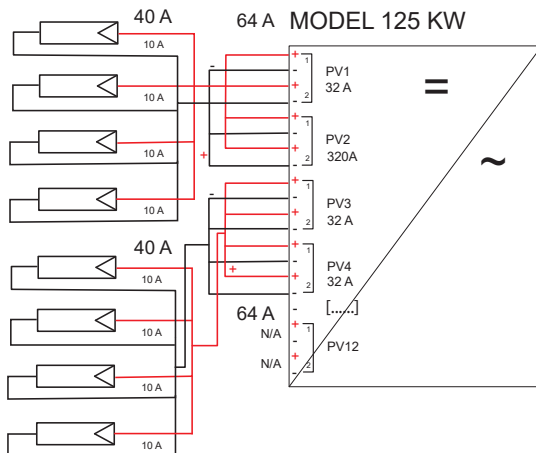 40 A
64 A MODEL 125 KW
10 A
10 A
10 A
10 A
+
-
+ 1
-
+
2
-
PV1
32 A
+ 1
-
+
2
-
PV2
320A
-
+ 1
-
+
2
-
PV3
32 A
+
+ 1
-
+
2
-
PV4
32 A
=
~
40 A
10 A
10 A
10 A
10 A
64 A
-
[......]
N/A
+ 1
-
N/A
+
2
-
PV12